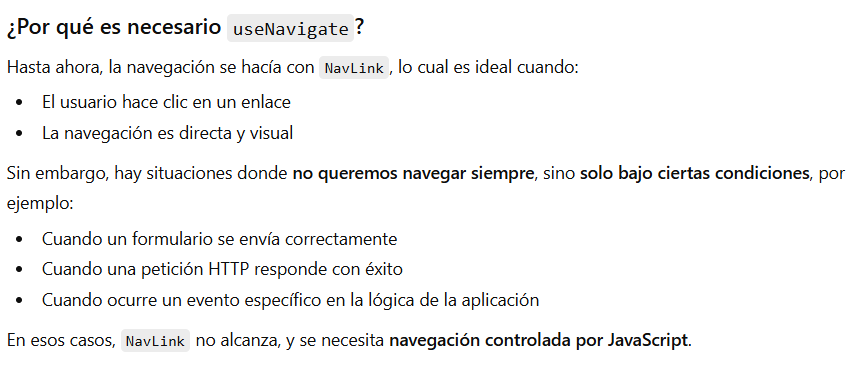 ¿Por qué es necesario useNavigate?
Hasta ahora, la navegación se hacía con NavLink, lo cual es ideal cuando:
• El usuario hace clic en un enlace
• La navegación es directa y visual
Sin embargo, hay situaciones donde no queremos navegar siempre, sino solo bajo ciertas condiciones, por
ejemplo:
• Cuando un formulario se envía correctamente
• Cuando una petición HTTP responde con éxito
• Cuando ocurre un evento específico en la lógica de la aplicación
En esos casos, NavLink no alcanza, y se necesita navegación controlada por JavaScript.